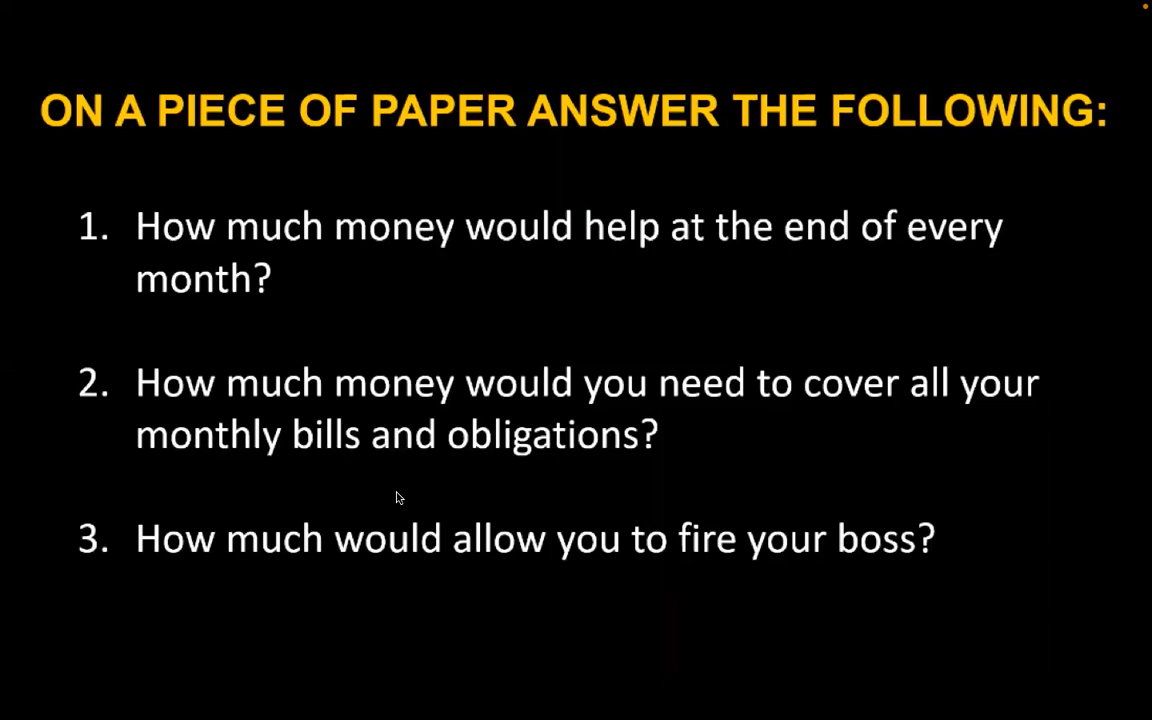 ON A PIECE OF PAPER ANSWER THE FOLLOWING:
1. How much money would help at the end of every
month?
2. How much money would you need to cover all your
monthly bills and obligations?
3. How much would allow you to fire your boss?